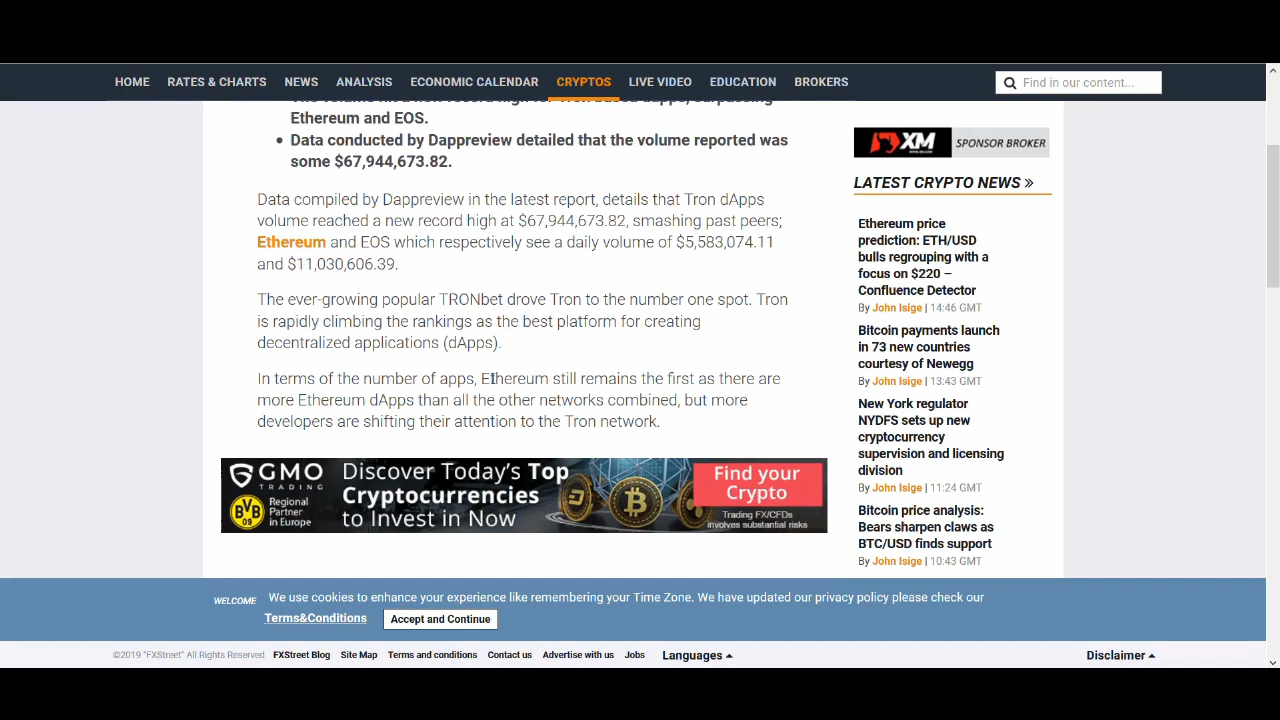 HOME RATES & CHARTS NEWS ANALYSIS ECONOMIC CALENDAR CRYPTOS LIVE VIDEO EDUCATION BROKERS Find in our content...
Ethereum and EOS.
• Data conducted by Dappreview detailed that the volume reported was
some $67,944,673.82.
Data compiled by Dappreview in the latest report, details that Tron dApps
volume reached a new record high at $67,944,673.82, smashing past peers;
Ethereum and EOS which respectively see a daily volume of $5,583,074.11
and $11,030,606.39.
The ever-growing popular TRONbet drove Tron to the number one spot. Tron
is rapidly climbing the rankings as the best platform for creating
decentralized applications (dApps).
In terms of the number of apps, Ethereum still remains the first as there are
more Ethereum dApps than all the other networks combined, but more
developers are shifting their attention to the Tron network.
GMO
TRADING
BVB
09
Regional
Partner
in Europe
Discover Today's Top
Cryptocurrencies
to Invest in Now
Find your
Crypto
Trading FX/CFDs
involves substantial risks
XM SPONSOR BROKER
LATEST CRYPTO NEWS »
Ethereum price
prediction: ETH/USD
bulls regrouping with a
focus on $220 –
Confluence Detector
By John Isige | 14:46 GMT
Bitcoin payments launch
in 73 new countries
courtesy of Newegg
By John Isige | 13:43 GMT
New York regulator
NYDFS sets up new
cryptocurrency
supervision and licensing
division
By John Isige | 11:24 GMT
Bitcoin price analysis:
Bears sharpen claws as
BTC/USD finds support
By John Isige | 10:43 GMT
WELCOME We use cookies to enhance your experience like remembering your Time Zone. We have updated our privacy policy please check our
Terms&Conditions Accept and Continue
©2019 "FXStreet" All Rights Reserved FXStreet Blog Site Map Terms and conditions Contact us Advertise with us Jobs Languages Disclaimer